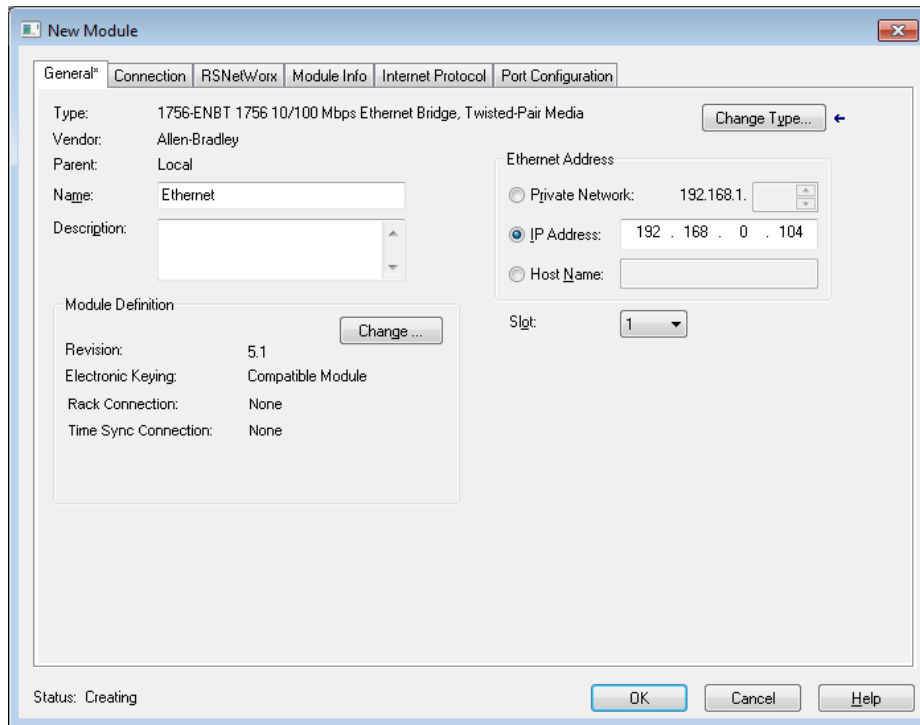 New Module
General* Connection RSNetWorx Module Info Internet Protocol Port Configuration
Type: 1756-ENBT 1756 10/100 Mbps Ethernet Bridge, Twisted-Pair Media
Change Type...
Vendor: Allen-Bradley
Parent: Local
Name: Ethernet
Description:
Ethernet Address
Private Network: 192.168.1.
IP Address: 192 . 168 . 0 . 104
Host Name:
Module Definition
Change ...
Revision: 5.1
Electronic Keying: Compatible Module
Rack Connection: None
Time Sync Connection: None
Slot: 1
Status: Creating
OK Cancel Help